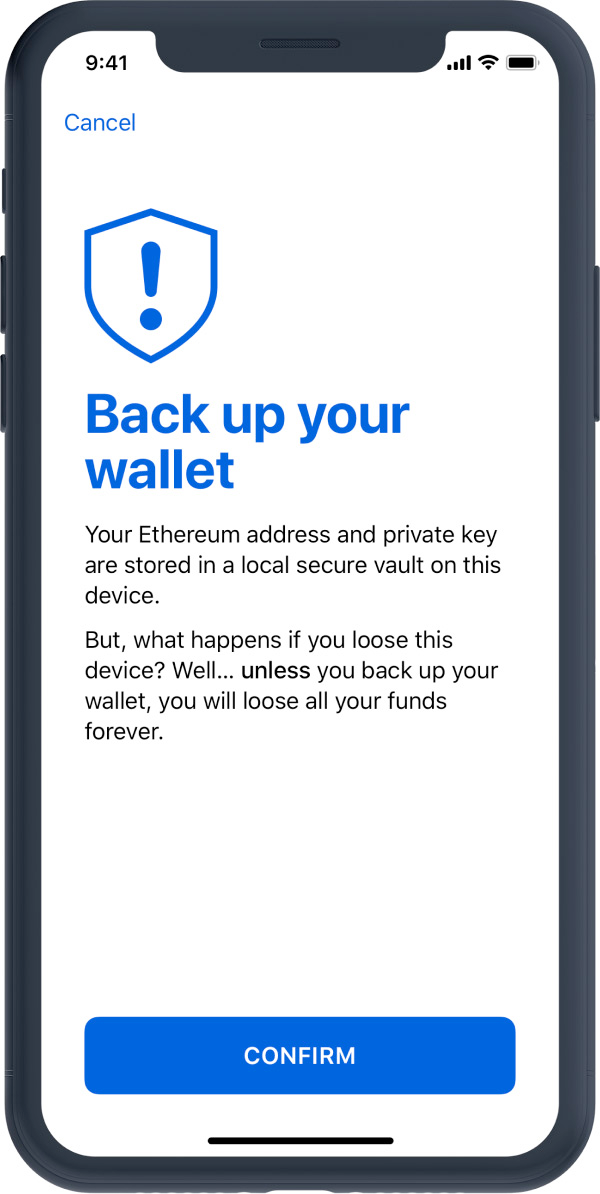 9:41
Cancel
Back up your
wallet
Your Ethereum address and private key
are stored in a local secure vault on this
device.
But, what happens if you loose this
device? Well... unless you back up your
wallet, you will loose all your funds
forever.
CONFIRM